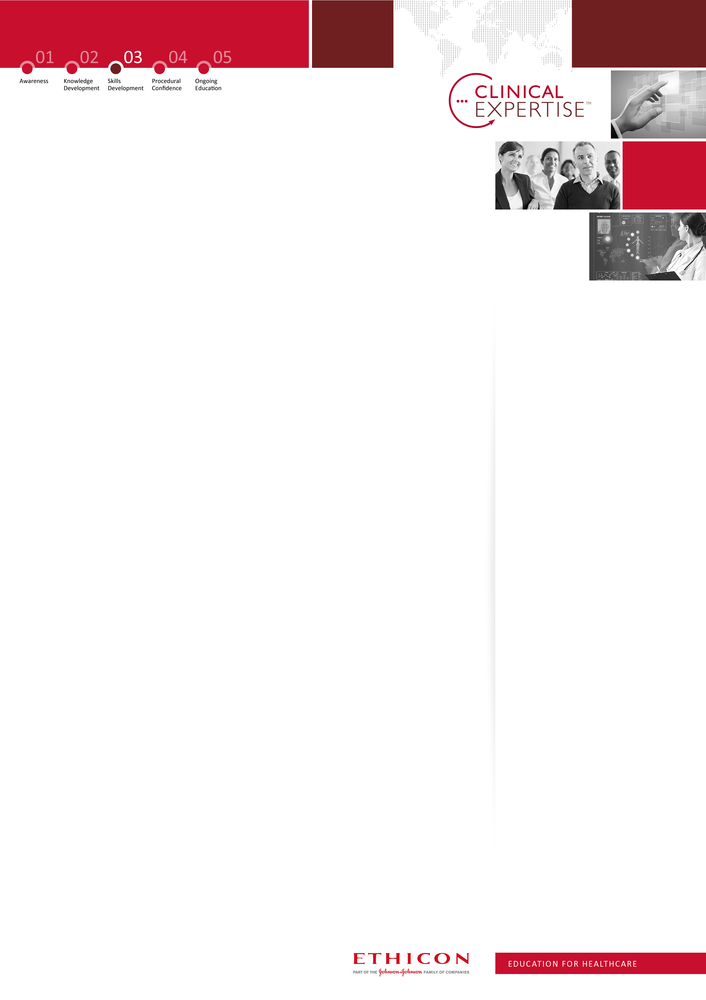 01 02 03 04 05
Awareness
Knowledge
Development
Skills
Development
Procedural
Confidence
Ongoing
Education
CLINICAL
EXPERTISE™
ETHICON
PART OF THE Johnson & Johnson FAMILY OF COMPANIES
EDUCATION FOR HEALTHCARE